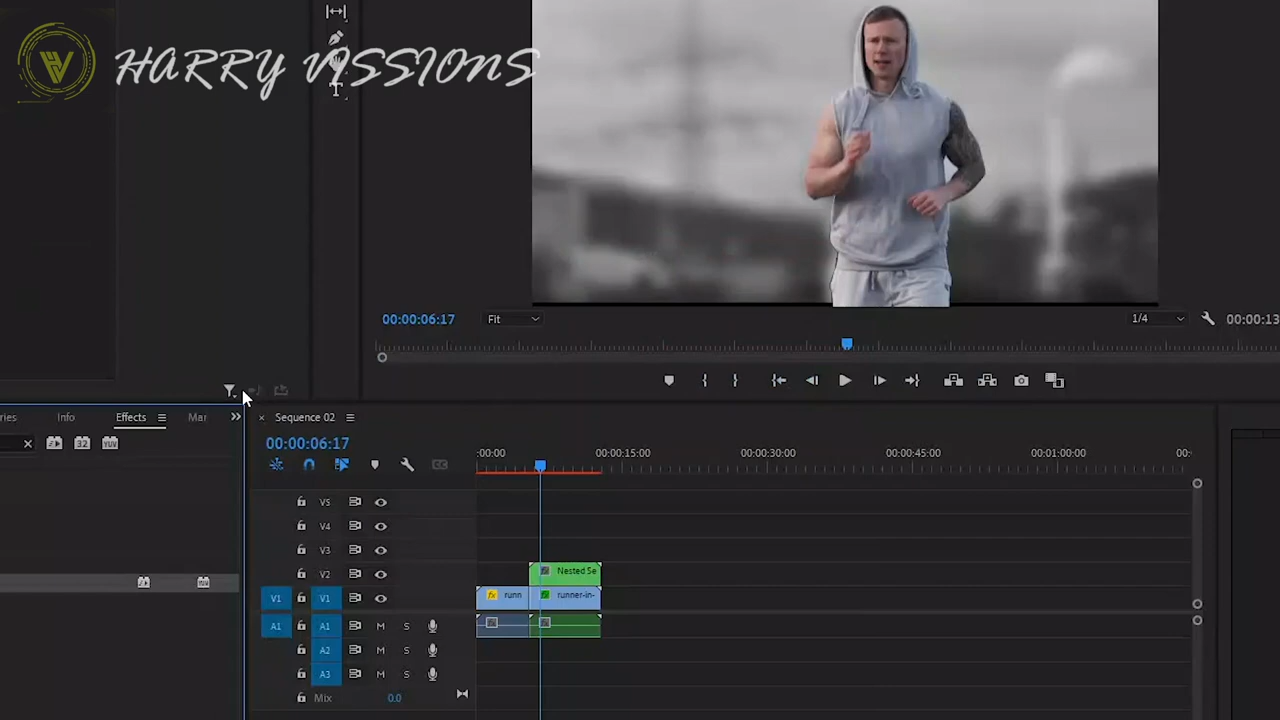 HARRY VISSIONS
00:00:06:17
Fit
1/4
00:00:13
ries
Info
Effects
Mar
Sequence 02
32
YUV
00:00:06:17
:00:00
00:00:15:00
00:00:30:00
00:00:45:00
00:01:00:00
00:
V5
V4
V3
V2
Nested Se
V1
V1
runn
runner-in-
A1
A1
M
S
A2
M
S
A3
M
S
Mix
0.0